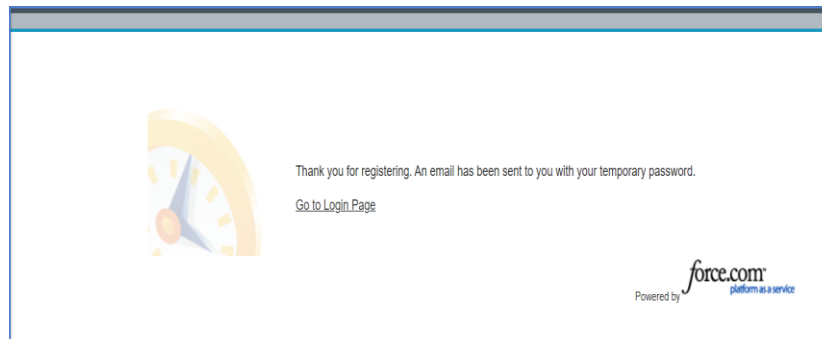 Thank you for registering. An email has been sent to you with your temporary password.
Go to Login Page
Powered by force.com™
platform as a service